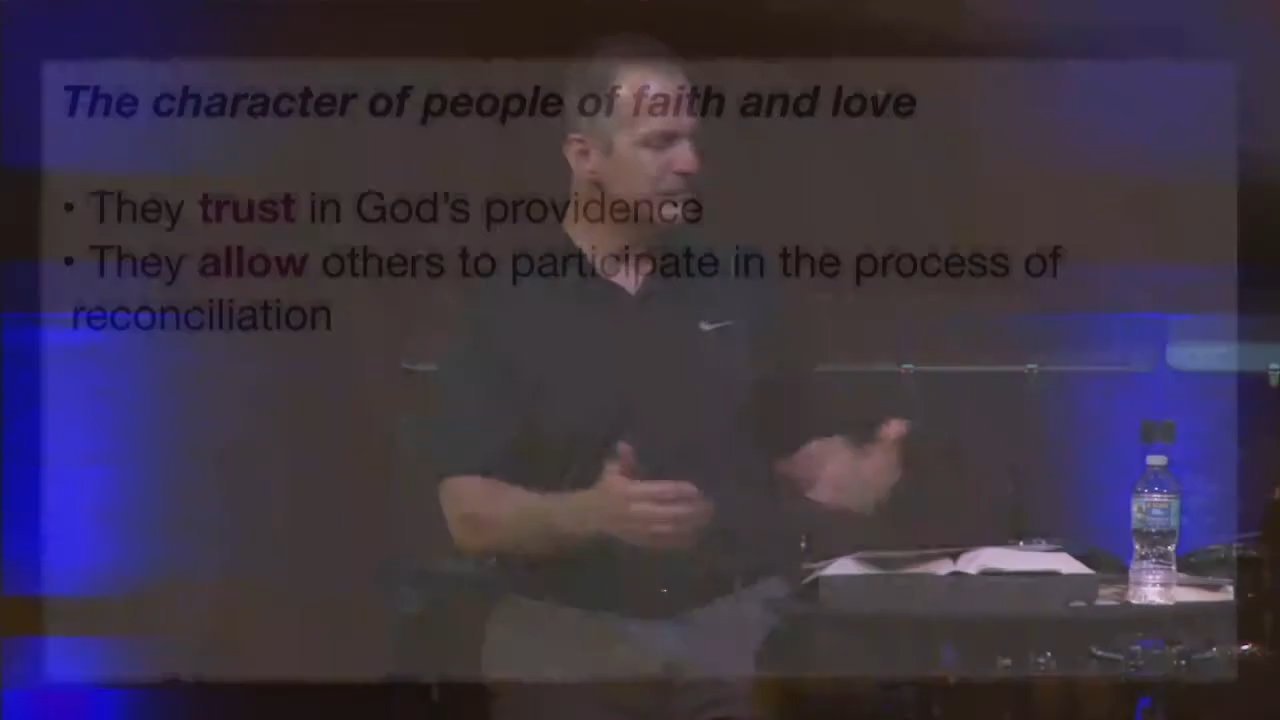 The character of people of faith and love
• They trust in God's providence
• They allow others to participate in the process of
reconciliation